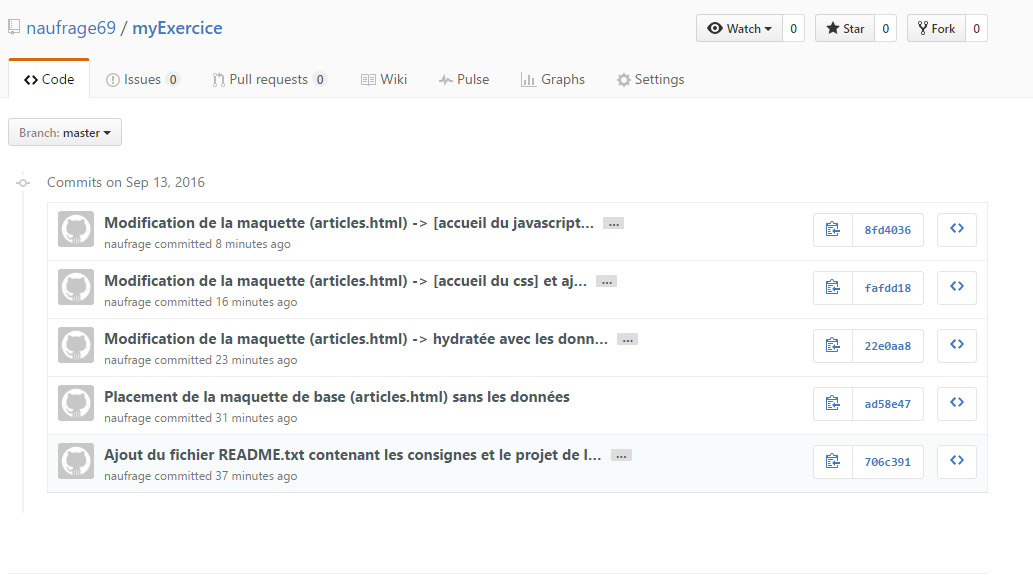 naufrage69 / myExercice
Watch 0 Star 0 Fork 0
Code Issues 0 Pull requests 0 Wiki Pulse Graphs Settings
Branch: master
Commits on Sep 13, 2016
Modification de la maquette (articles.html) -> [accueil du javascript... ...
naufrage committed 8 minutes ago
8fd4036
Modification de la maquette (articles.html) -> [accueil du css] et aj... ...
naufrage committed 16 minutes ago
fafdd18
Modification de la maquette (articles.html) -> hydratée avec les donn... ...
naufrage committed 23 minutes ago
22e0aa8
Placement de la maquette de base (articles.html) sans les données
naufrage committed 31 minutes ago
ad58e47
Ajout du fichier README.txt contenant les consignes et le projet de l... ...
naufrage committed 37 minutes ago
706c391